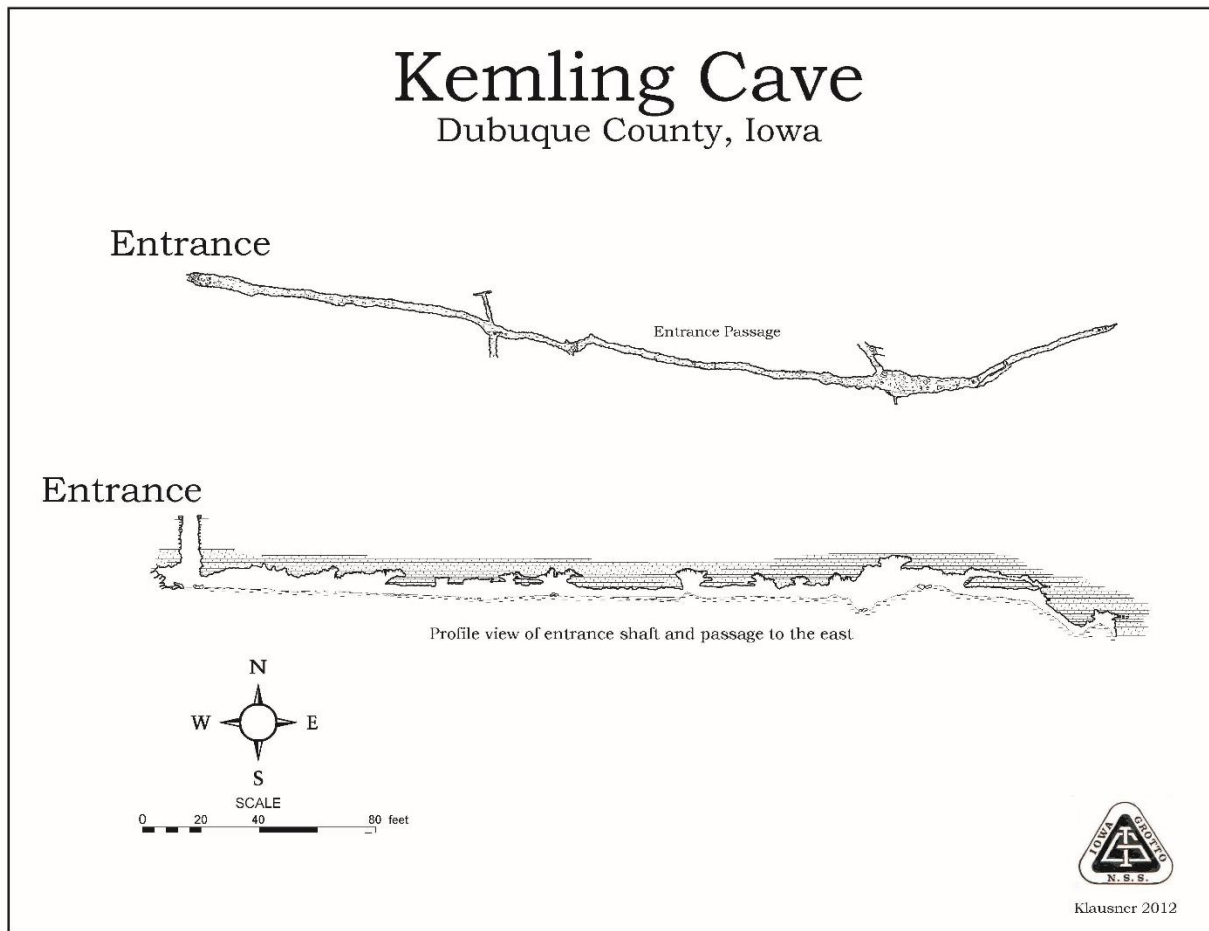 Kemling Cave
Dubuque County, Iowa
Entrance
Entrance Passage
Entrance
Profile view of entrance shaft and passage to the east
N
W E
S
SCALE
0 20 40 80 feet
IOWA GROTTO
N.S.S.
Klausner 2012